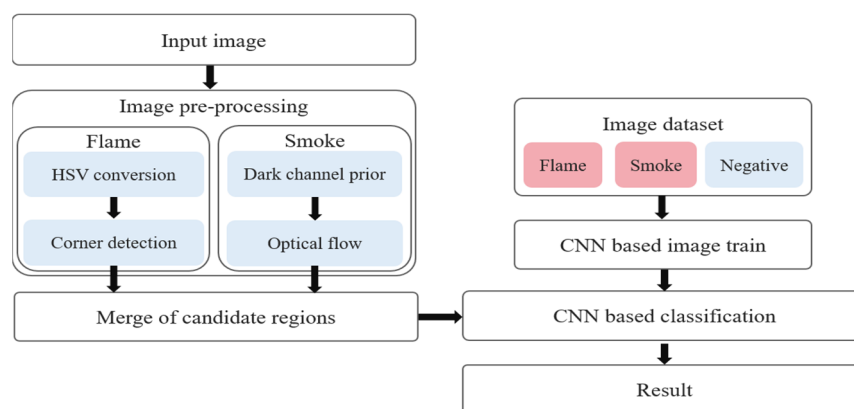 Input image
Image pre-processing
Flame
HSV conversion
Corner detection
Smoke
Dark channel prior
Optical flow
Merge of candidate regions
Image dataset
Flame
Smoke
Negative
CNN based image train
CNN based classification
Result